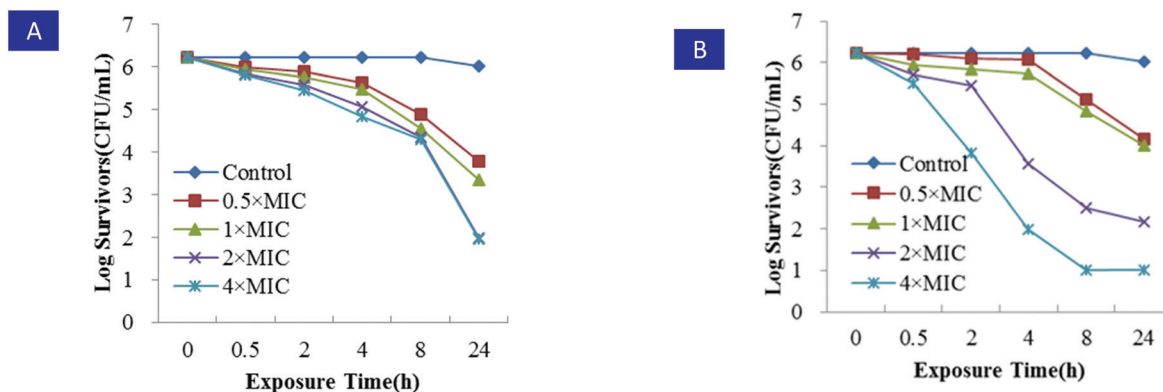 A
Log Survivors(CFU/mL)
7
6
5
4
3
2
1
0
Control
0.5×MIC
1×MIC
2×MIC
4×MIC
0 0.5 2 4 8 24
Exposure Time(h)
B
Log Survivors(CFU/mL)
7
6
5
4
3
2
1
0
Control
0.5×MIC
1×MIC
2×MIC
4×MIC
0 0.5 2 4 8 24
Exposure Time(h)